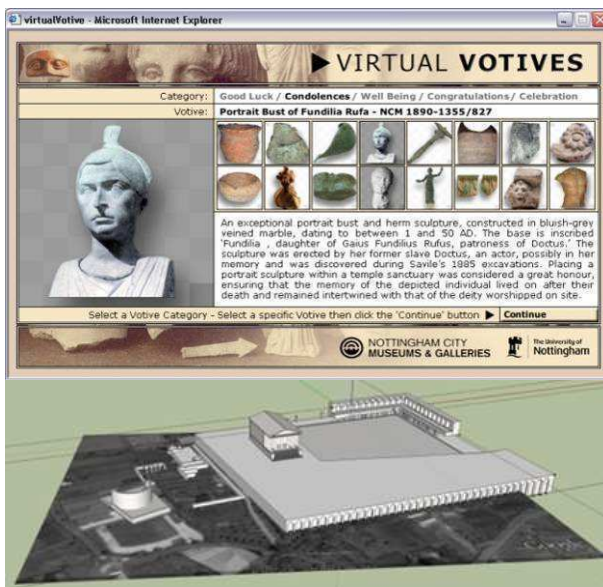 virtualVotive - Microsoft Internet Explorer
VIRTUAL VOTIVES
Category: Good Luck / Condolences / Well Being / Congratulations / Celebration
Votive: Portrait Bust of Fundilia Rufa - NCM 1890-1355/827
An exceptional portrait bust and herm sculpture, constructed in bluish-grey
veined marble, dating to between 1 and 50 AD. The base is inscribed
'Fundilia , daughter of Gaius Fundilius Rufus, patroness of Doctus.' The
sculpture was erected by her former slave Doctus, an actor, possibly in her
memory and was discovered during Savile's 1885 excavations. Placing a
portrait sculpture within a temple sanctuary was considered a great honour,
ensuring that the memory of the depicted individual lived on after their
death and remained intertwined with that of the deity worshipped on site.
Select a Votive Category - Select a specific Votive then click the 'Continue' button Continue
NOTTINGHAM CITY
MUSEUMS & GALLERIES
The University of
Nottingham
Google